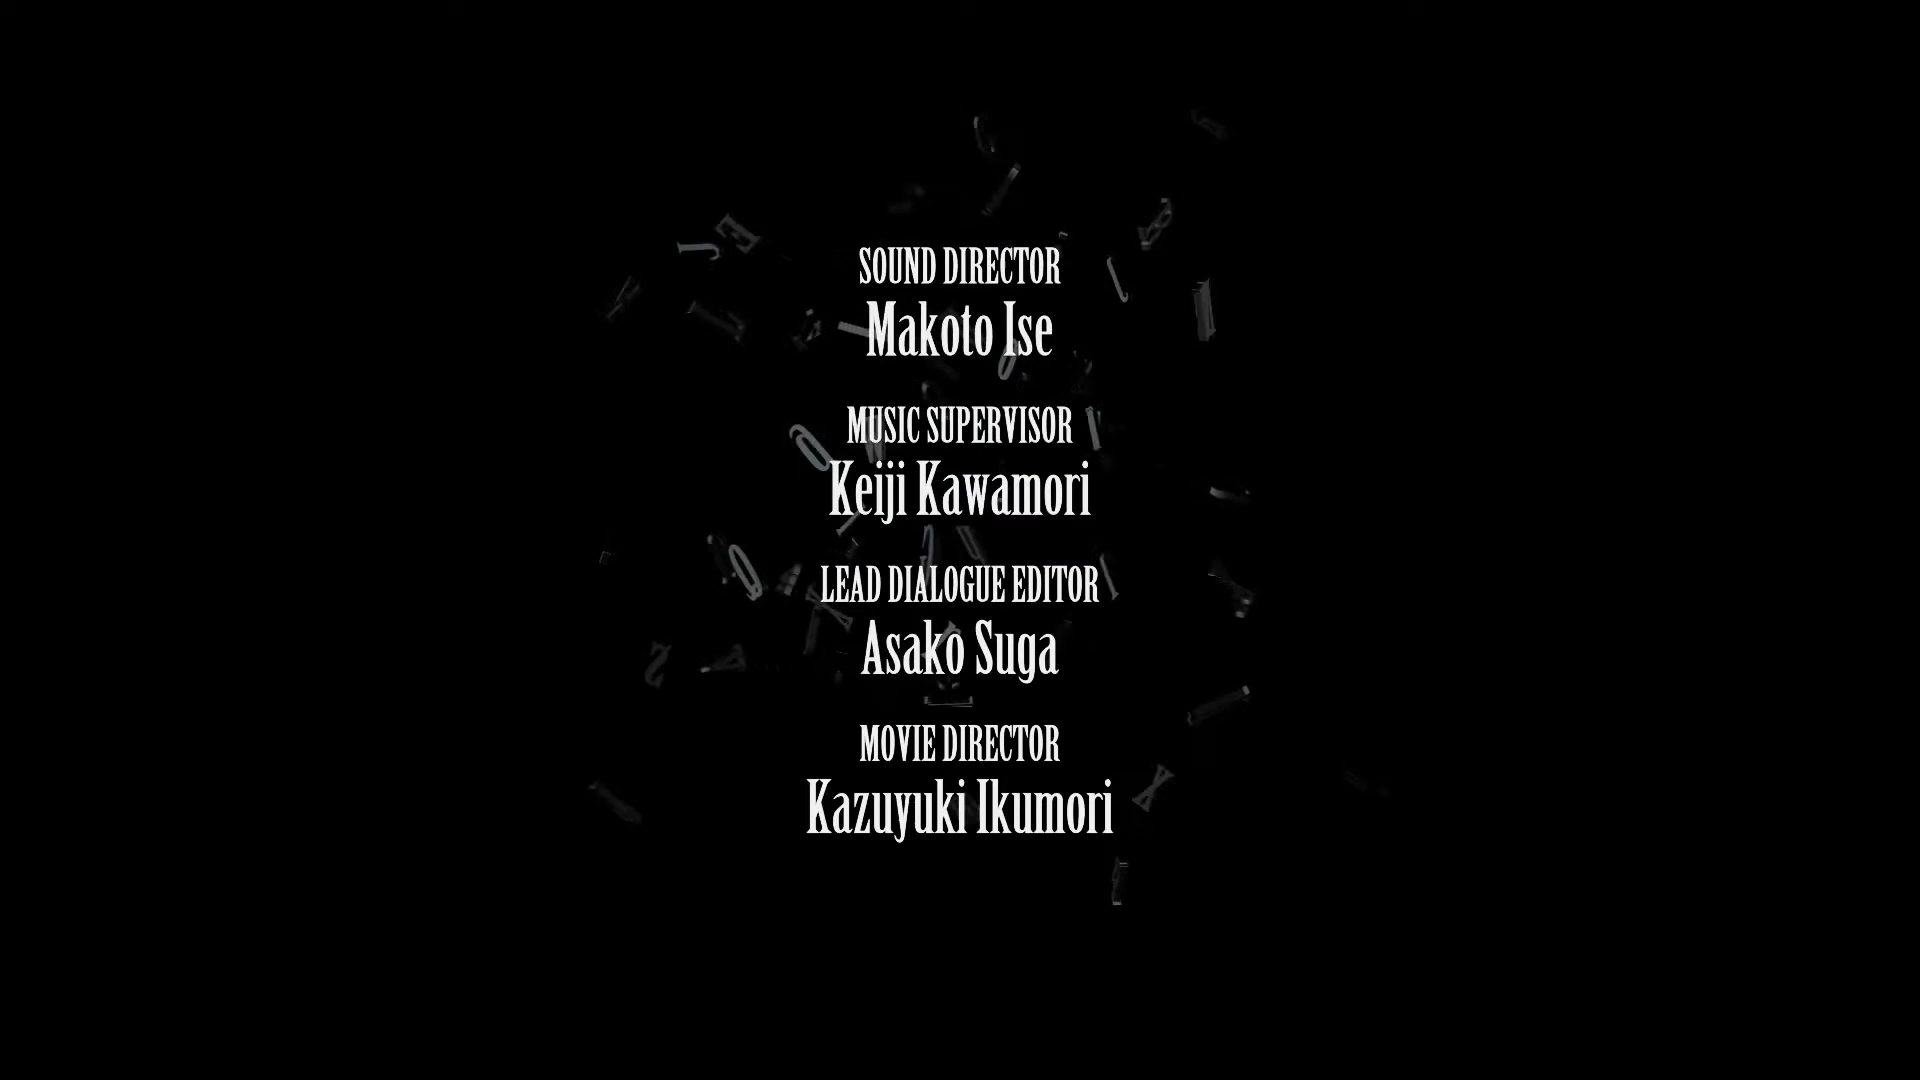 SOUND DIRECTOR
Makoto Ise
MUSIC SUPERVISOR
Keiji Kawamori
LEAD DIALOGUE EDITOR
Asako Suga
MOVIE DIRECTOR
Kazuyuki Ikumori